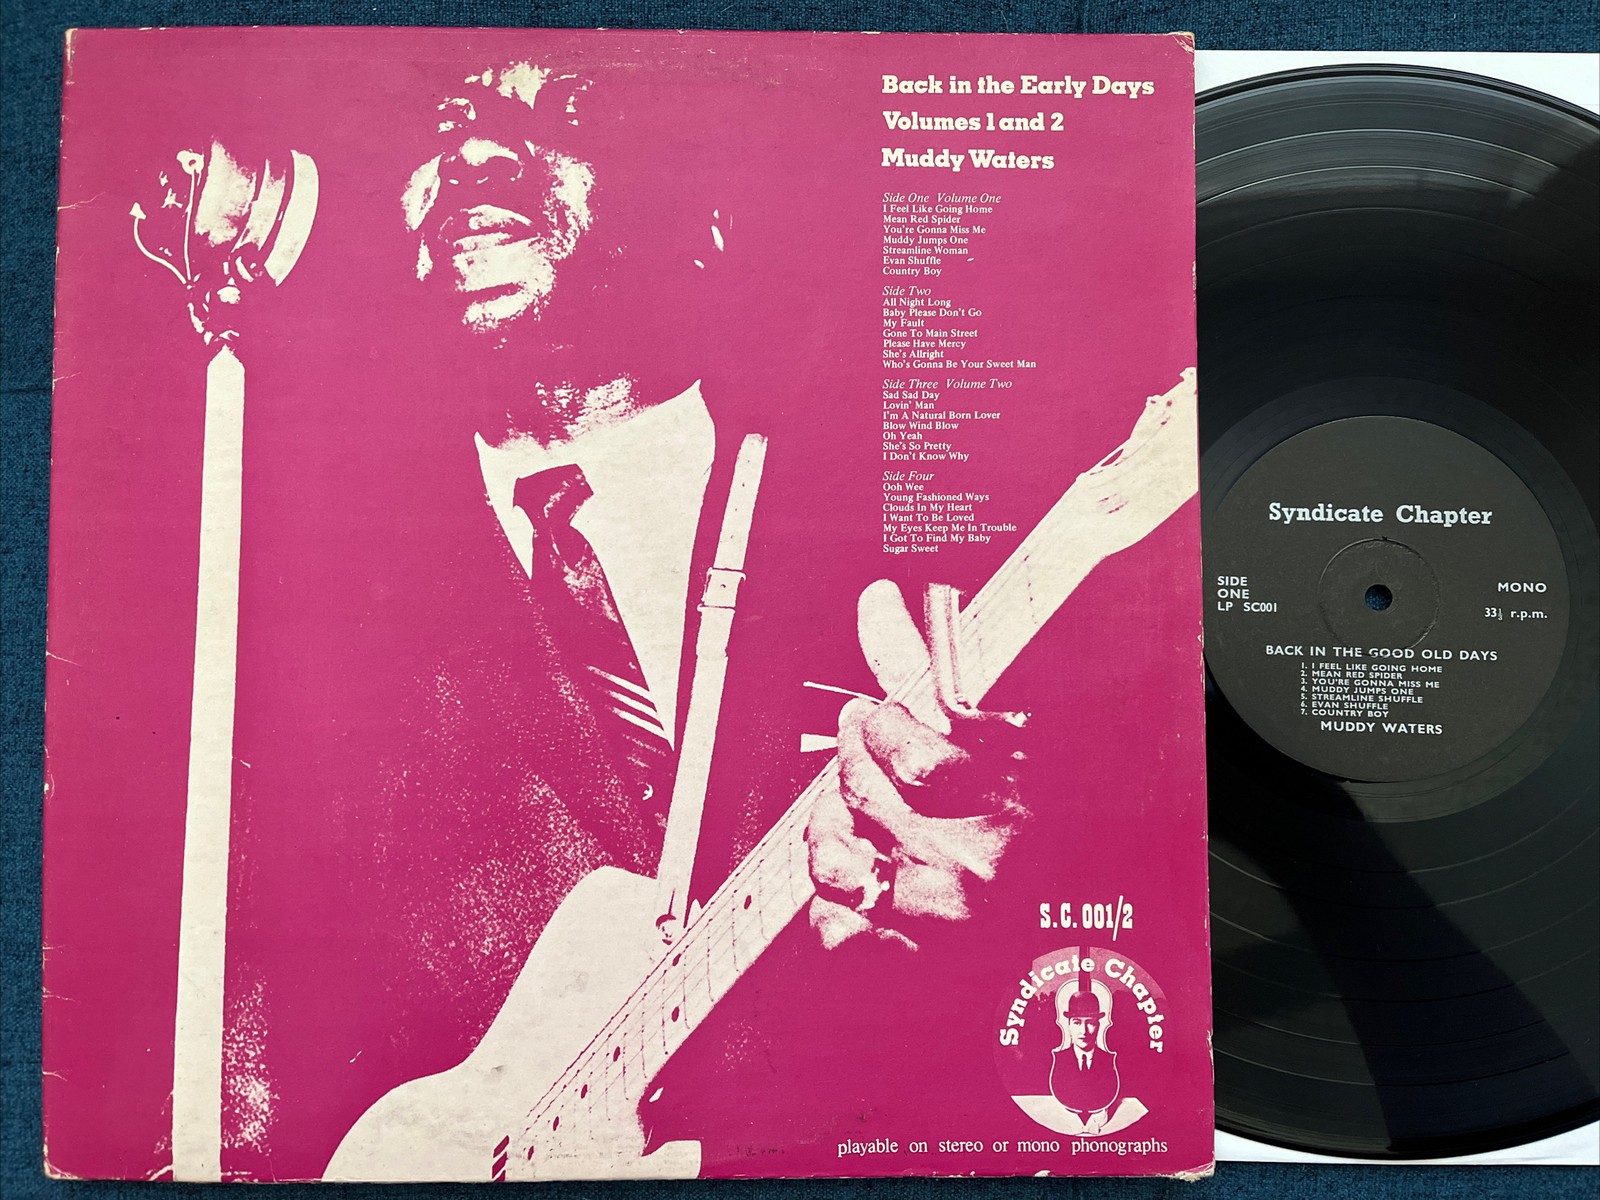 Back in the Early Days
Volumes 1 and 2
Muddy Waters
Side One Volume One
I Feel Like Going Home
Mean Red Spider
You're Gonna Miss Me
Muddy Jumps One
Streamline Woman
Evan Shuffle
Country Boy
Side Two
All Night Long
Baby Please Don't Go
My Fault
Gone To Main Street
Please Have Mercy
She's Allright
Who's Gonna Be Your Sweet Man
Side Three Volume Two
Sad Sad Day
Lovin' Man
I'm A Natural Born Lover
Blow Wind Blow
Oh Yeah
She's So Pretty
I Don't Know Why
Side Four
Ooh Wee
Young Fashioned Ways
Clouds In My Heart
I Want To Be Loved
My Eyes Keep Me In Trouble
I Got To Find My Baby
Sugar Sweet
S.C. 001/2
Syndicate Chapter
playable on stereo or mono phonographs
Syndicate Chapter
SIDE
ONE
LP SC001
MONO
33⅓ r.p.m.
BACK IN THE GOOD OLD DAYS
1. I FEEL LIKE GOING HOME
2. MEAN RED SPIDER
3. YOU'RE GONNA MISS ME
4. MUDDY JUMPS ONE
5. STREAMLINE SHUFFLE
6. EVAN SHUFFLE
7. COUNTRY BOY
MUDDY WATERS